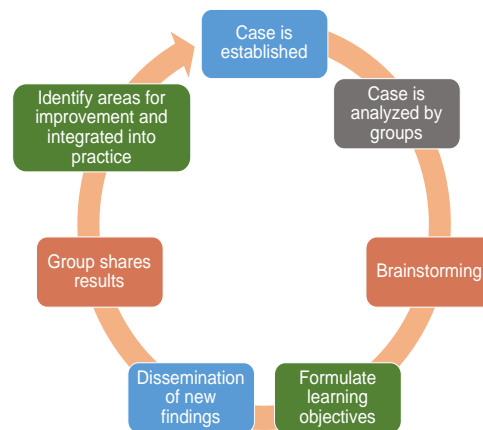 Case is
established
Case is
analyzed by
groups
Brainstorming
Formulate
learning
objectives
Dissemination
of new
findings
Group shares
results
Identify areas for
improvement and
integrated into
practice